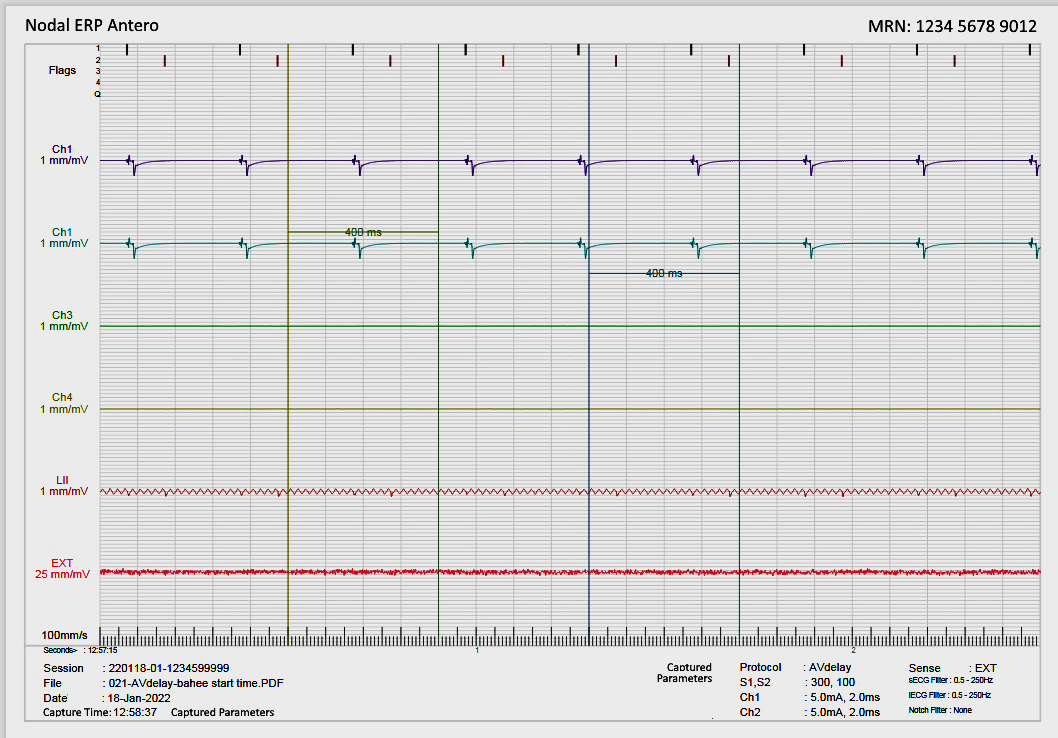 Nodal ERP Antero
MRN: 1234 5678 9012
Flags
1
2
3
4
Q
Ch1
1 mm/mV
Ch1
1 mm/mV
400 ms
400 ms
Ch3
1 mm/mV
Ch4
1 mm/mV
LII
1 mm/mV
EXT
25 mm/mV
100mm/s
Seconds> : 12:57:15
1
2
Session : 220118-01-1234599999
File : 021-AVdelay-bahee start time.PDF
Date : 18-Jan-2022
Capture Time: 12:58:37 Captured Parameters
Captured
Parameters
Protocol : AVdelay
S1,S2 : 300, 100
Ch1 : 5.0mA, 2.0ms
Ch2 : 5.0mA, 2.0ms
Sense : EXT
sECG Filter : 0.5 - 250Hz
iECG Filter : 0.5 - 250Hz
Notch Filter : None